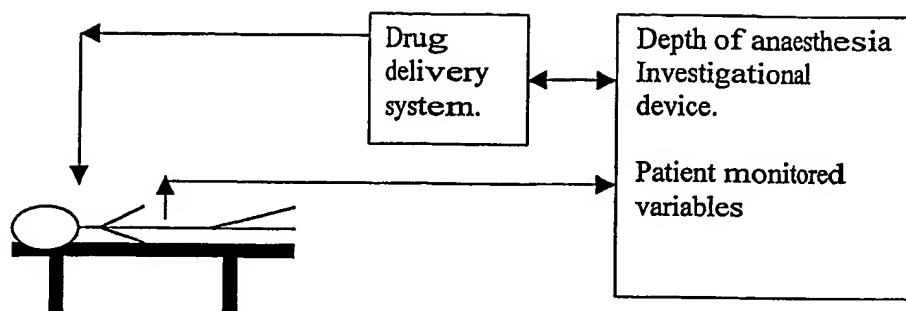 Drug
delivery
system.
Depth of anaesthesia
Investigational
device.
Patient monitored
variables